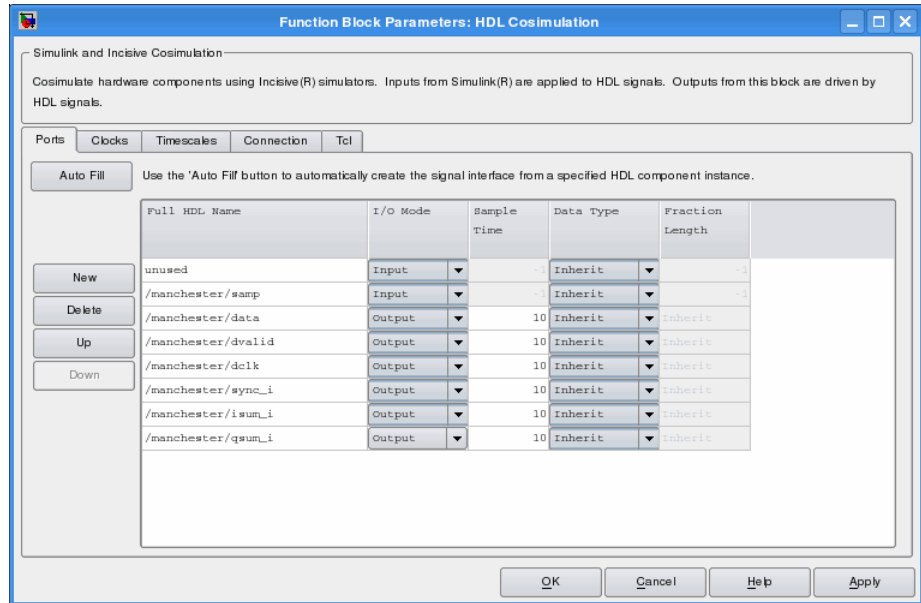 Function Block Parameters: HDL Cosimulation
Simulink and Incisive Cosimulation
Cosimulate hardware components using Incisive(R) simulators. Inputs from Simulink(R) are applied to HDL signals. Outputs from this block are driven by
HDL signals.
Ports Clocks Timescales Connection Tcl
Auto Fill Use the 'Auto Fill' button to automatically create the signal interface from a specified HDL component instance.
Full HDL Name I/O Mode Sample Time Data Type Fraction Length
New
Delete
Up
Down
unused Input -1 Inherit -1
/manchester/samp Input -1 Inherit -1
/manchester/data Output 10 Inherit Inherit
/manchester/dvalid Output 10 Inherit Inherit
/manchester/dclk Output 10 Inherit Inherit
/manchester/sync_i Output 10 Inherit Inherit
/manchester/isum_i Output 10 Inherit Inherit
/manchester/qsum_i Output 10 Inherit Inherit
OK Cancel Help Apply